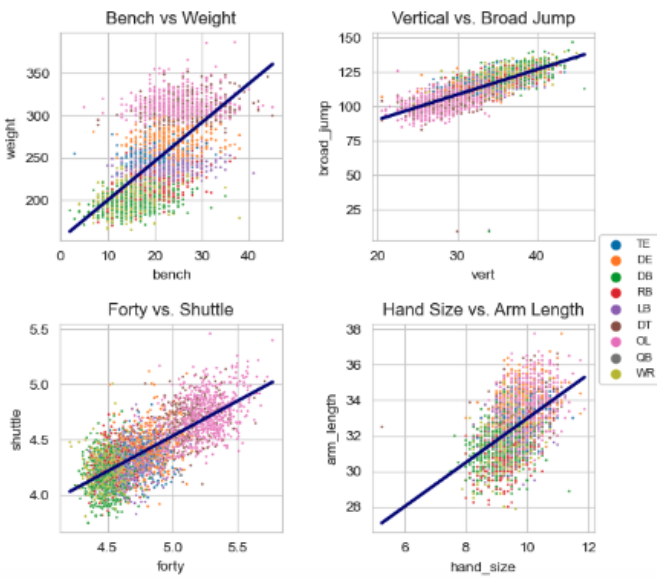 Bench vs Weight
350
300
250
200
weight
0
10
20
30
40
bench
Vertical vs. Broad Jump
150
125
100
75
50
25
broad_jump
20
30
40
vert
TE
DE
DB
RB
LB
DT
OL
QB
WR
Forty vs. Shuttle
5.5
5.0
4.5
4.0
shuttle
4.5
5.0
5.5
forty
Hand Size vs. Arm Length
38
36
34
32
30
28
arm_length
6
8
10
12
hand_size